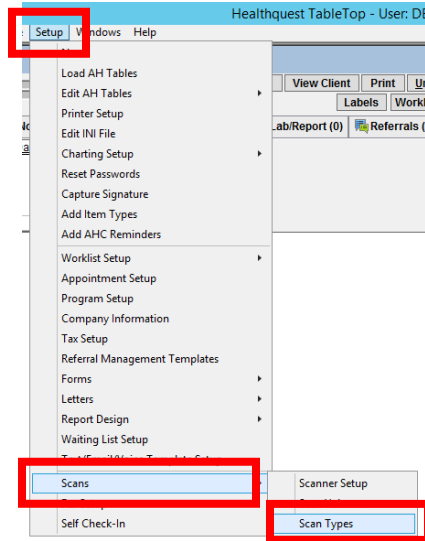 Healthquest TableTop - User: DE
Setup Windows Help
Load AH Tables
View Client Print
Edit AH Tables
Labels
Printer Setup
Edit INI File
Lab/Report (0) Referrals (
Charting Setup
Reset Passwords
Capture Signature
Add Item Types
Add AHC Reminders
Worklist Setup
Appointment Setup
Program Setup
Company Information
Tax Setup
Referral Management Templates
Forms
Letters
Report Design
Waiting List Setup
Scans
Scanner Setup
Self Check-In
Scan Types